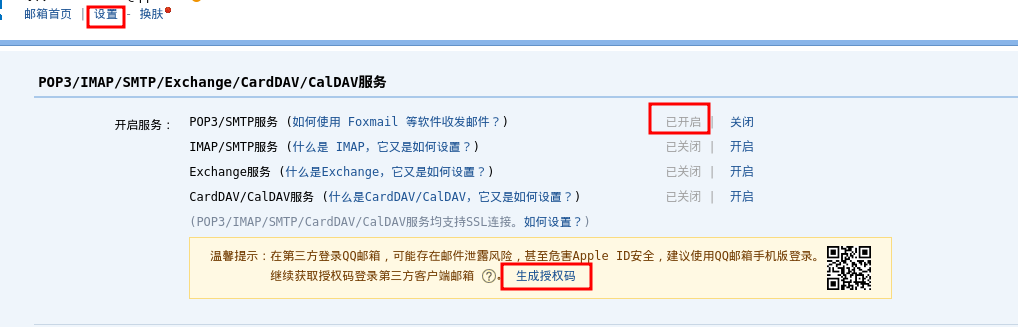 邮箱首页 | 设置 - 换肤
POP3/IMAP/SMTP/Exchange/CardDAV/CalDAV服务
开启服务： POP3/SMTP服务 (如何使用 Foxmail 等软件收发邮件？) 已开启 | 关闭
IMAP/SMTP服务 (什么是 IMAP，它又是如何设置？) 已关闭 | 开启
Exchange服务 (什么是Exchange，它又是如何设置？) 已关闭 | 开启
CardDAV/CalDAV服务 (什么是CardDAV/CalDAV，它又是如何设置？) 已关闭 | 开启
(POP3/IMAP/SMTP/CardDAV/CalDAV服务均支持SSL连接。如何设置？)
温馨提示：在第三方登录QQ邮箱，可能存在邮件泄露风险，甚至危害Apple ID安全，建议使用QQ邮箱手机版登录。
继续获取授权码登录第三方客户端邮箱 ？。 生成授权码